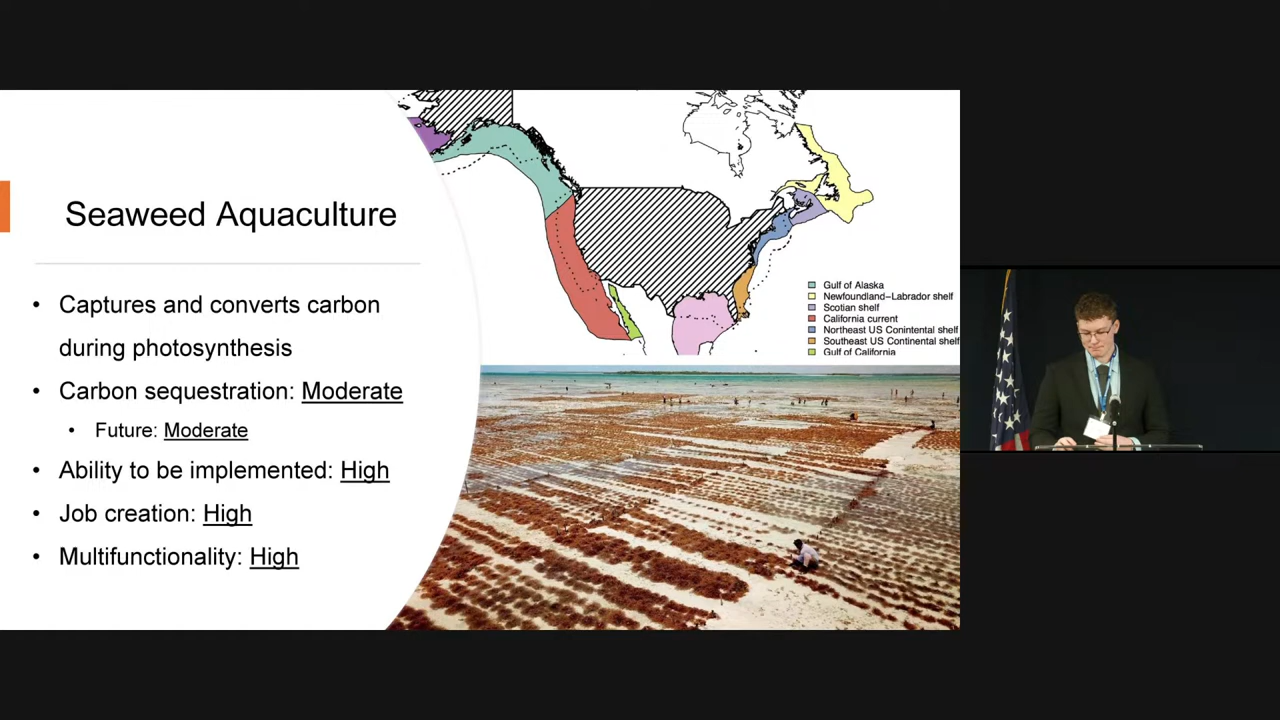 Seaweed Aquaculture
• Captures and converts carbon
during photosynthesis
• Carbon sequestration: Moderate
• Future: Moderate
• Ability to be implemented: High
• Job creation: High
• Multifunctionality: High
Gulf of Alaska
Newfoundland-Labrador shelf
Scotian shelf
California current
Northeast US Conintental shelf
Southeast US Continental shelf
Gulf of California